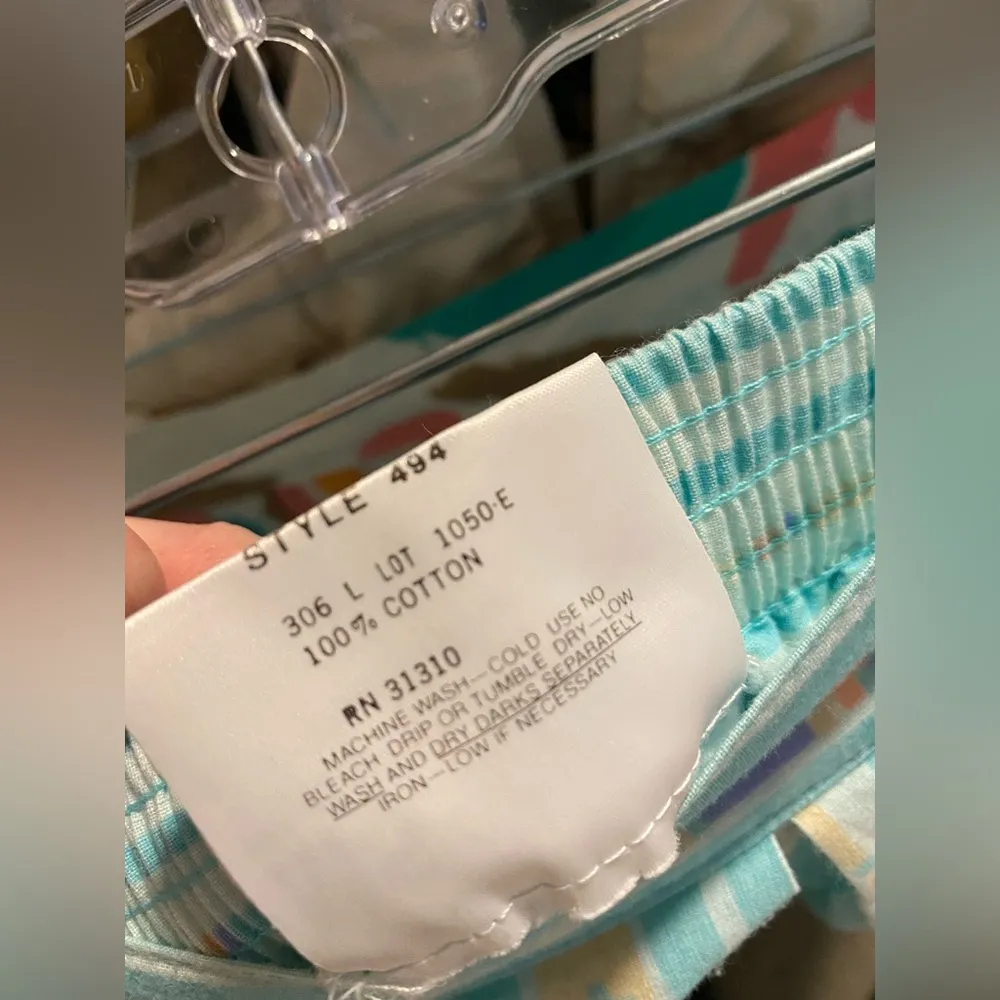 STYLE 494
306 L LOT 1050-E
100% COTTON
RN 31310
MACHINE WASH—COLD USE NO
BLEACH DRIP OR TUMBLE DRY—LOW
WASH AND DRY DARKS SEPARATELY
IRON—LOW IF NECESSARY